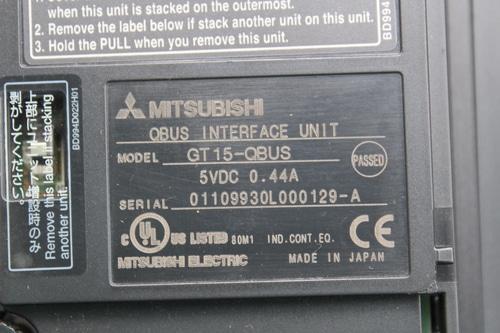 when this unit is stacked on the outermost.
2. Remove the label below if stack another unit on this unit.
3. Hold the PULL when you remove this unit.
BD994
Remove this label if stacking
another unit.
BD994D022H01
MITSUBISHI
QBUS INTERFACE UNIT
MODEL GT15-QBUS
PASSED
5VDC 0.44A
SERIAL 01109930L000129-A
C UL US LISTED 80M1 IND.CONT.EQ. CE
MITSUBISHI ELECTRIC MADE IN JAPAN